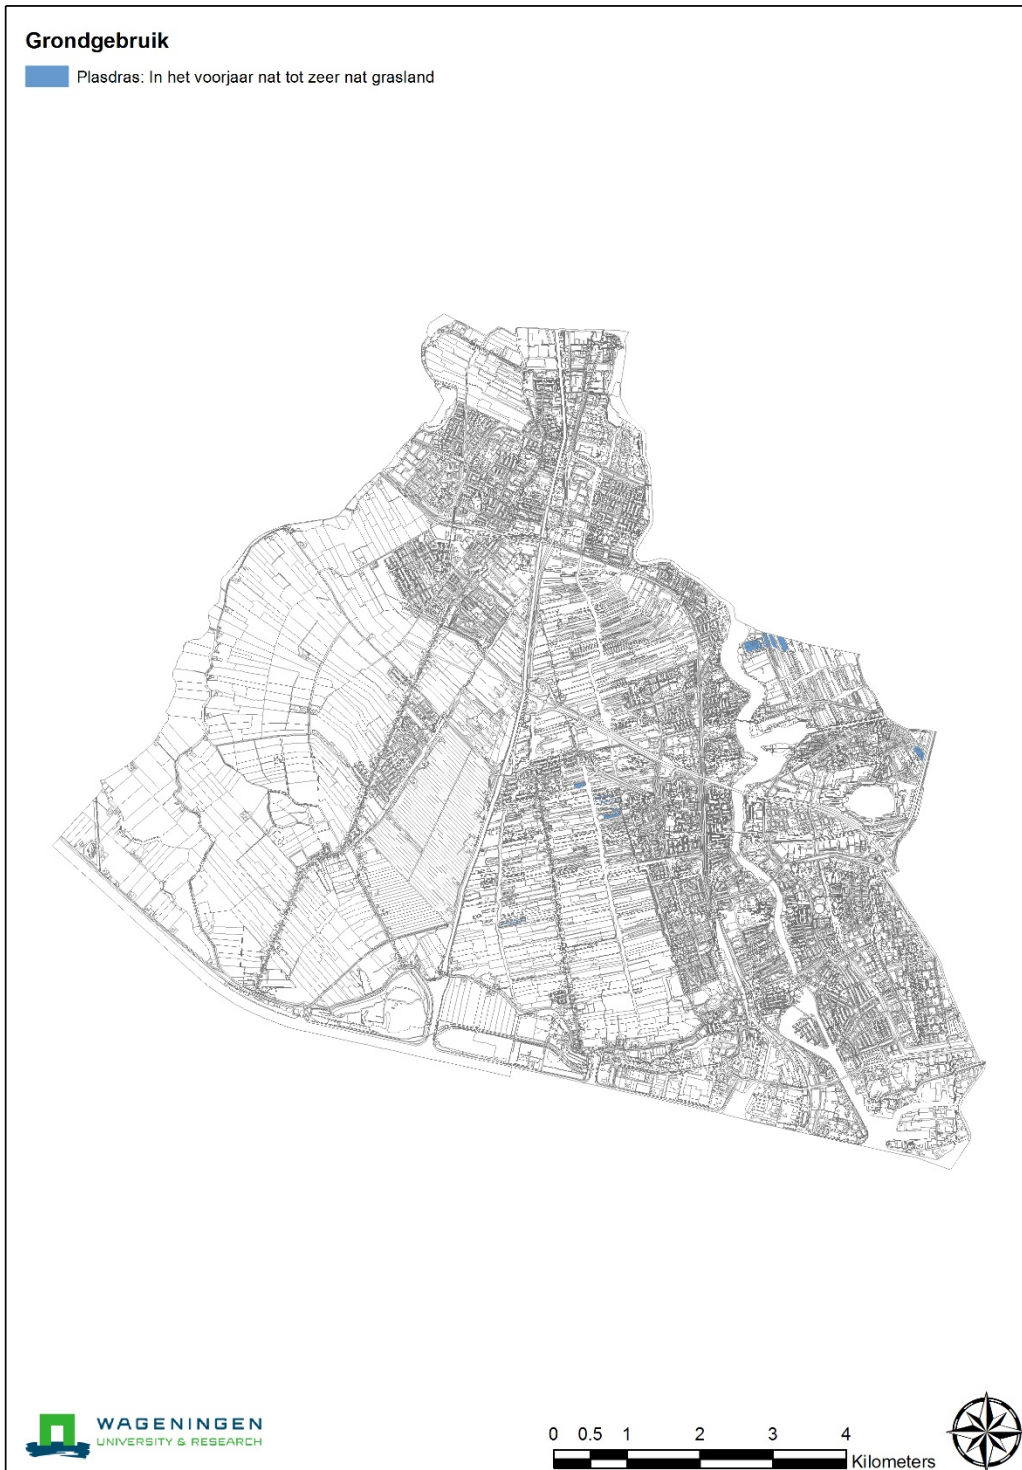 Grondgebruik
Plasdras: In het voorjaar nat tot zeer nat grasland
WAGENINGEN
UNIVERSITY & RESEARCH
0 0.5 1 2 3 4
Kilometers